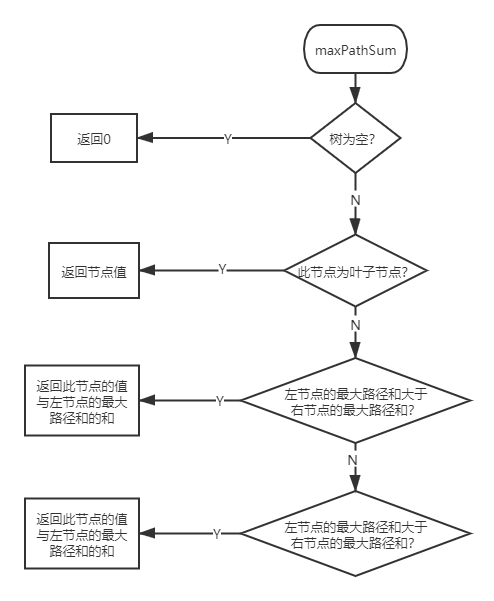 maxPathSum
树为空?
Y
返回0
N
此节点为叶子节点?
Y
返回节点值
N
左节点的最大路径和大于
右节点的最大路径和?
Y
返回此节点的值
与左节点的最大
路径和的和
N
左节点的最大路径和大于
右节点的最大路径和?
Y
返回此节点的值
与左节点的最大
路径和的和